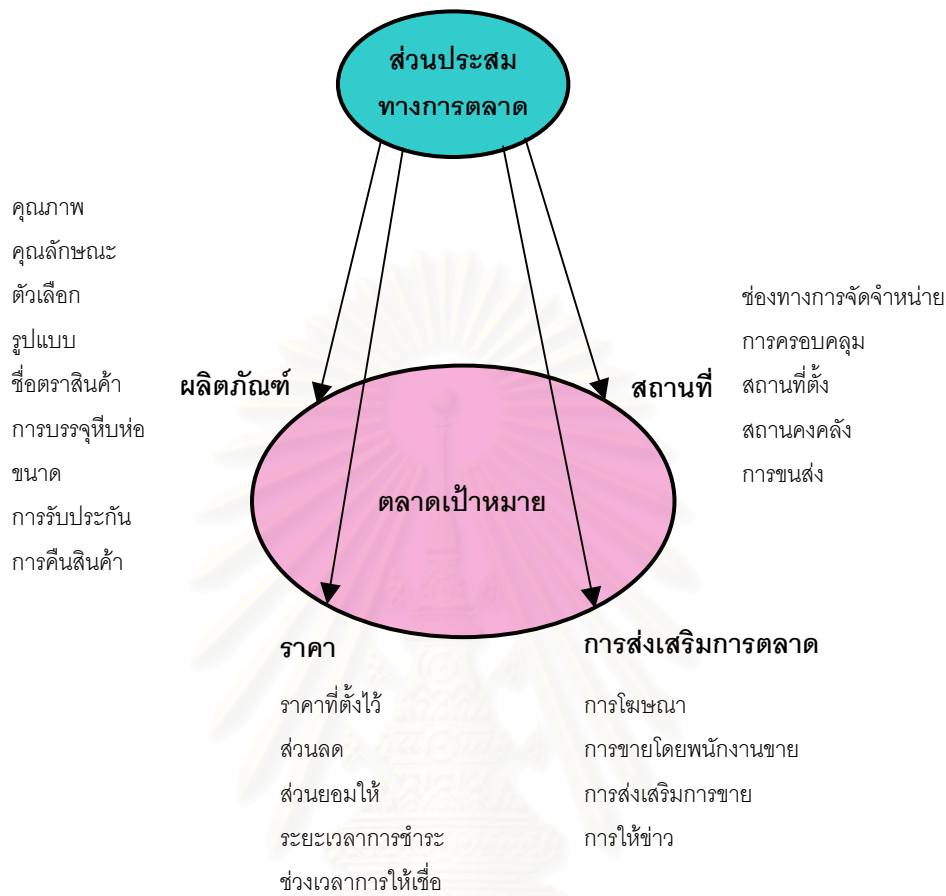 ส่วนประสม
ทางการตลาด
คุณภาพ
คุณลักษณะ
ตัวเลือก
รูปแบบ
ชื่อตราสินค้า
การบรรจุหีบห่อ
ขนาด
การรับประกัน
การคืนสินค้า
ผลิตภัณฑ์
สถานที่
ช่องทางการจัดจำหน่าย
การครอบคลุม
สถานที่ตั้ง
สถานคงคลัง
การขนส่ง
ตลาดเป้าหมาย
ราคา
ราคาที่ตั้งไว้
ส่วนลด
ส่วนยอมให้
ระยะเวลาการชำระ
ช่วงเวลาการให้เชื่อ
การส่งเสริมการตลาด
การโฆษณา
การขายโดยพนักงานขาย
การส่งเสริมการขาย
การให้ข่าว